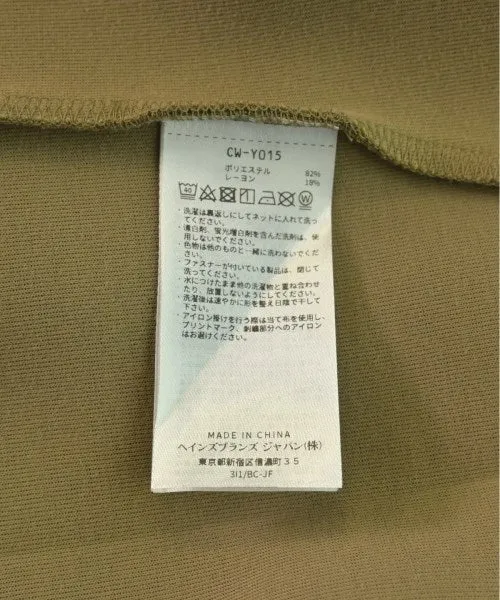 CW-Y015
ポリエステル 82%
レーヨン 18%
40
W
・洗濯は裏返しにしてネットに入れて洗っ
てください。
・漂白剤、蛍光増白剤を含んだ洗剤は、使
用しないでください。
・色物は他のものと一緒に洗わないでくだ
さい。
・ファスナーが付いている製品は、閉じて
洗ってください。
・水につけたまま他の洗濯物と重ね合わせ
たり、放置しないようにしてください。
・洗濯後は速やかに形を整え日陰で干して
下さい。
・アイロン掛けを行う際は当て布を使用し、
プリントマーク、刺繍部分へのアイロン
はお避けください。
MADE IN CHINA
ヘインズブランズ ジャパン(株)
東京都新宿区信濃町35
3I1/BC-JF